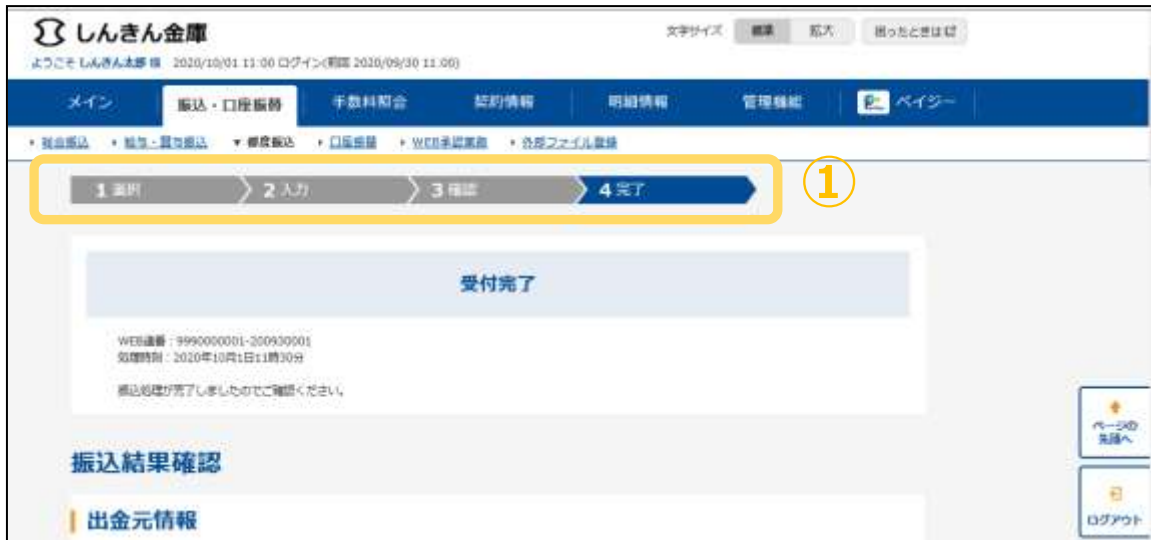 しんきん金庫
文字サイズ 標準 拡大 困ったときは
ようこそ しんきん太郎 様 2020/10/01 11:00 ログイン(前回 2020/09/30 11:00)
メイン 振込・口座振替 手数料照会 契約情報 明細情報 管理機能 ペイジー
総合振込 給与・賞与振込 都度振込 口座振替 WEB承認業務 外部ファイル登録
1 選択 2 入力 3 確認 4 完了 ①
受付完了
WEB通番:9990000001-200930001
処理時刻:2020年10月1日11時30分
振込処理が完了しましたのでご確認ください。
ページの
先頭へ
振込結果確認
出金元情報
ログアウト